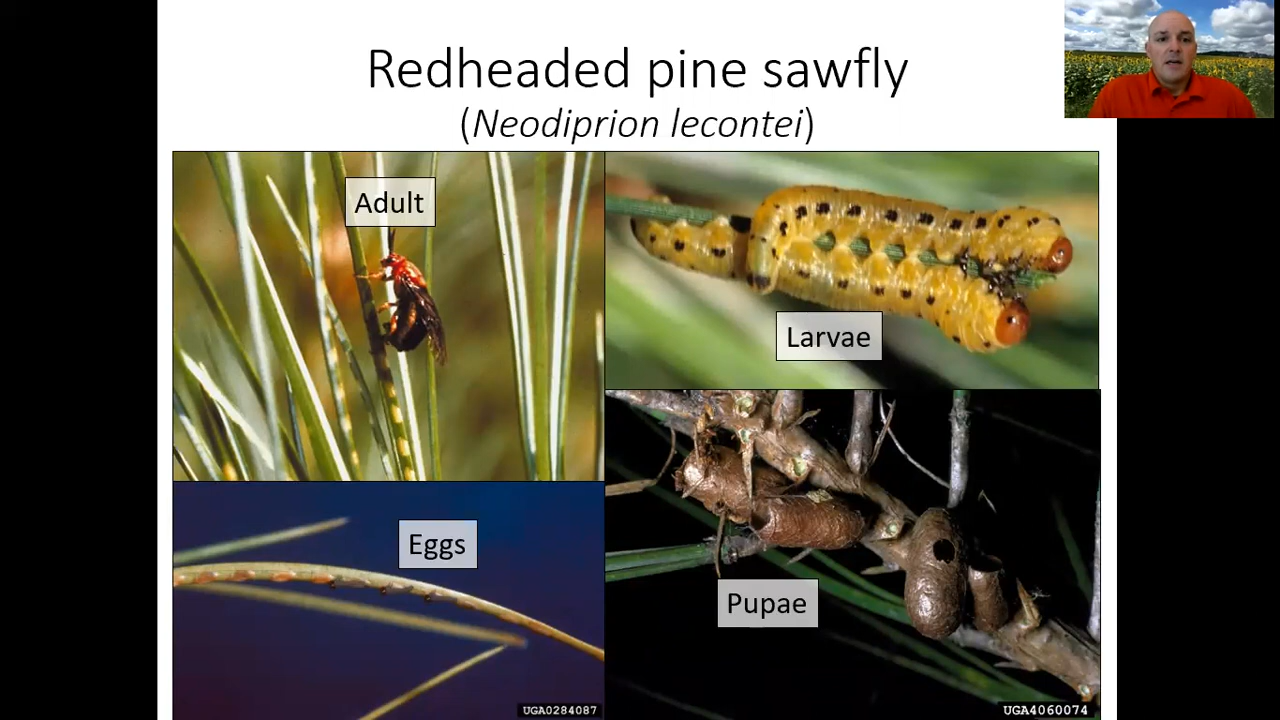 Redheaded pine sawfly
(Neodiprion lecontei)
Adult
Larvae
Eggs
Pupae
UGA0284087
UGA4060074